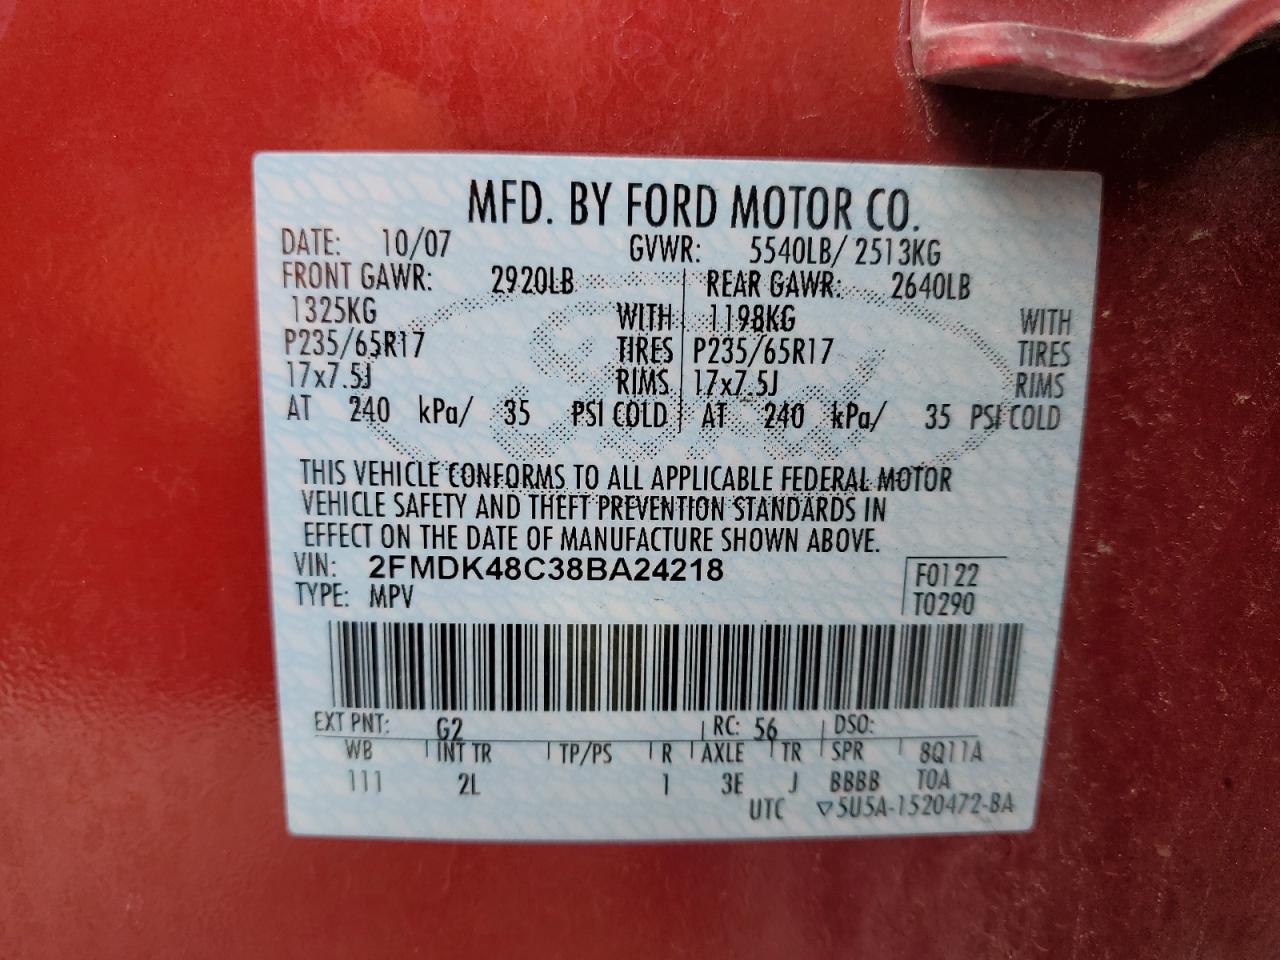 MFD. BY FORD MOTOR CO.
DATE: 10/07 GVWR: 5540LB/ 2513KG
FRONT GAWR: 2920LB REAR GAWR: 2640LB
1325KG WITH 1198KG WITH
P235/65R17 TIRES P235/65R17 TIRES
17x7.5J RIMS 17x7.5J RIMS
AT 240 kPa/ 35 PSI COLD AT 240 kPa/ 35 PSI COLD
THIS VEHICLE CONFORMS TO ALL APPLICABLE FEDERAL MOTOR
VEHICLE SAFETY AND THEFT PREVENTION STANDARDS IN
EFFECT ON THE DATE OF MANUFACTURE SHOWN ABOVE.
VIN: 2FMDK48C38BA24218 F0122
TYPE: MPV T0290
EXT PNT: G2 RC: 56 DSO:
WB INT TR TP/PS R AXLE TR SPR 8Q11A
111 2L 1 3E J BBBB TOA
UTC ▽5U5A-1520472-BA